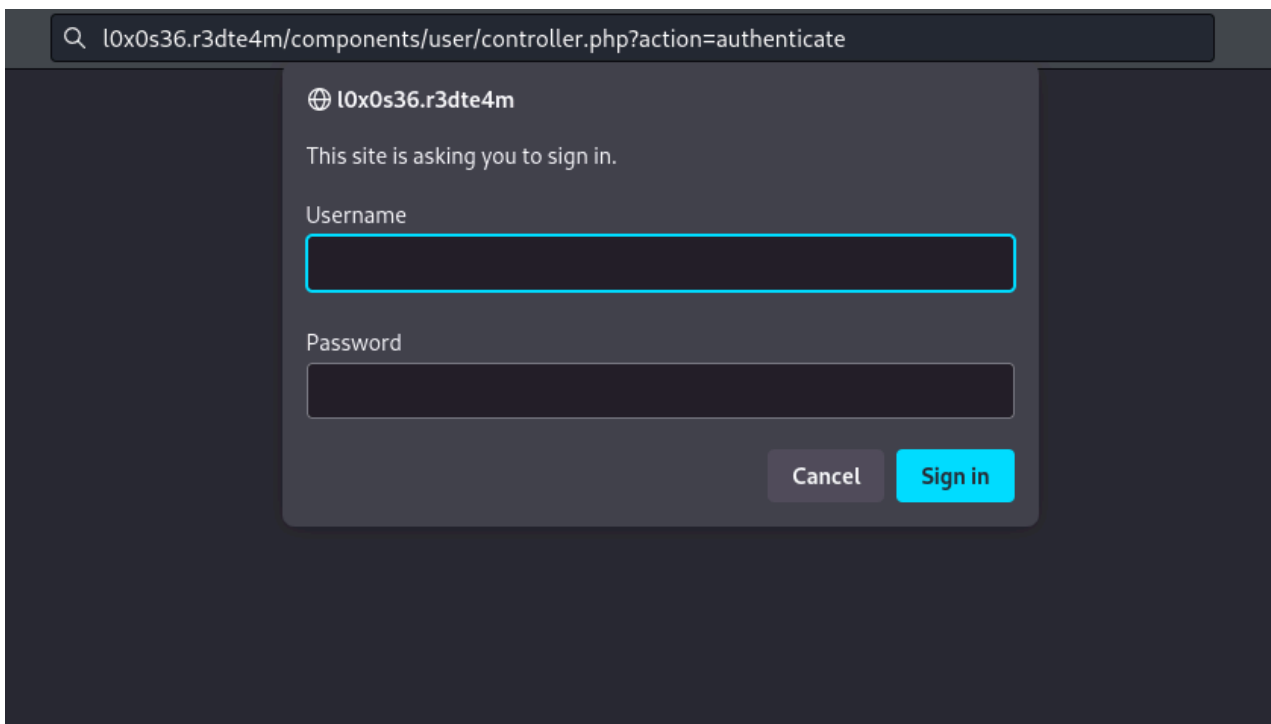 l0x0s36.r3dte4m/components/user/controller.php?action=authenticate
l0x0s36.r3dte4m
This site is asking you to sign in.
Username
Password
Cancel Sign in